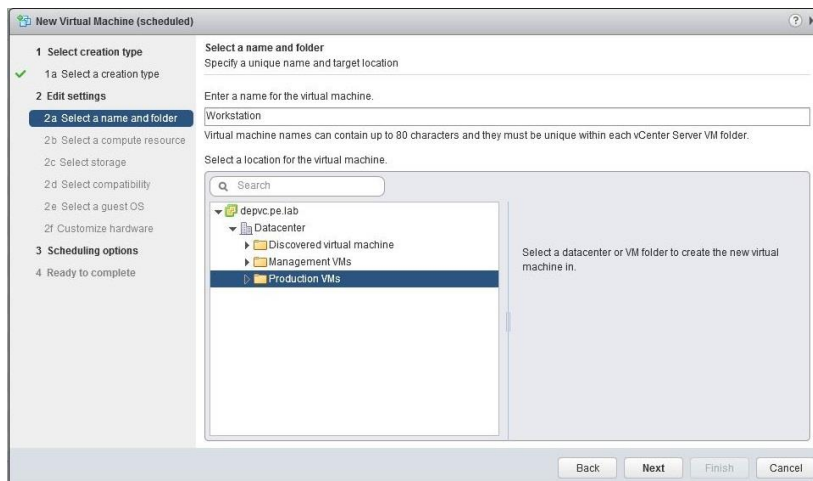 New Virtual Machine (scheduled)
?
1 Select creation type
1a Select a creation type
2 Edit settings
2a Select a name and folder
2b Select a compute resource
2c Select storage
2d Select compatibility
2e Select a guest OS
2f Customize hardware
3 Scheduling options
4 Ready to complete
Select a name and folder
Specify a unique name and target location
Enter a name for the virtual machine.
Workstation
Virtual machine names can contain up to 80 characters and they must be unique within each vCenter Server VM folder.
Select a location for the virtual machine.
Search
depvc.pe.lab
Datacenter
Discovered virtual machine
Management VMs
Production VMs
Select a datacenter or VM folder to create the new virtual
machine in.
Back Next Finish Cancel